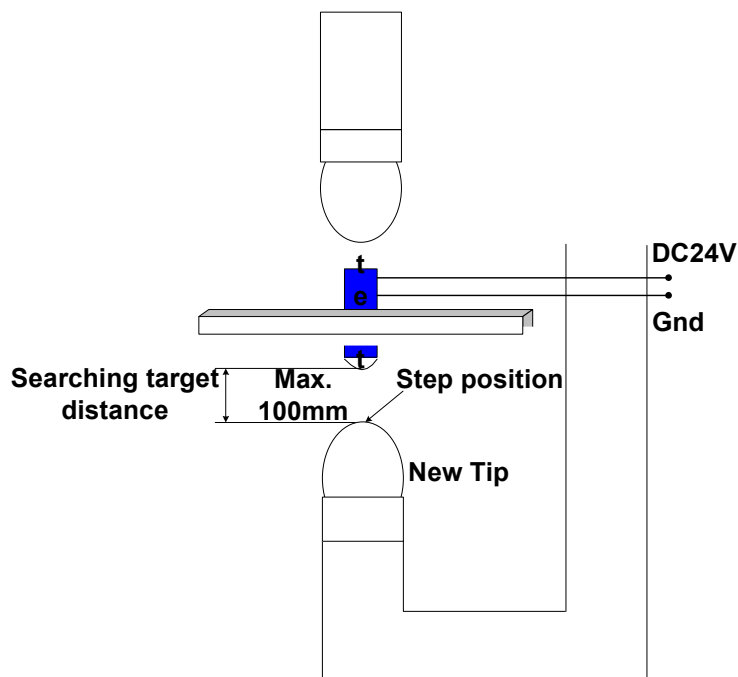 t
DC24V
e
Gnd
t
Searching target
distance
Max.
100mm
Step position
New Tip